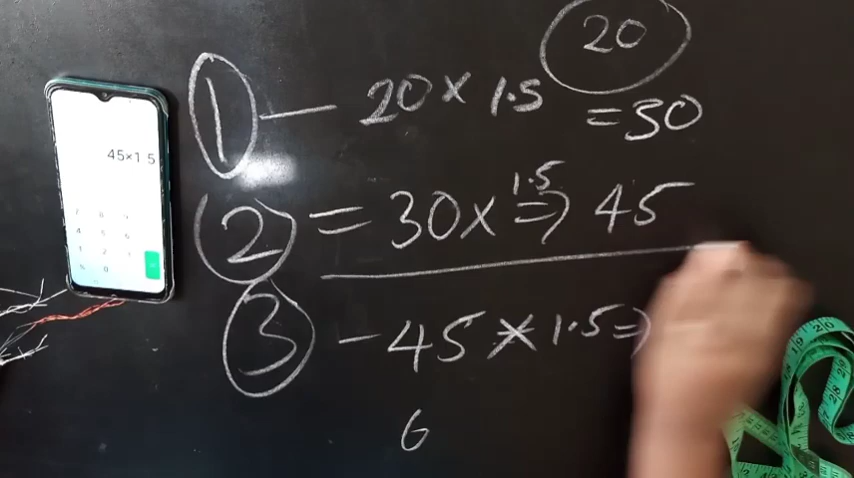 20
1 — 20 × 1.5 = 30
2 = 30 × 1.5 ⇒ 45
3 - 45 × 1.5 ⇒
6
45×1 5